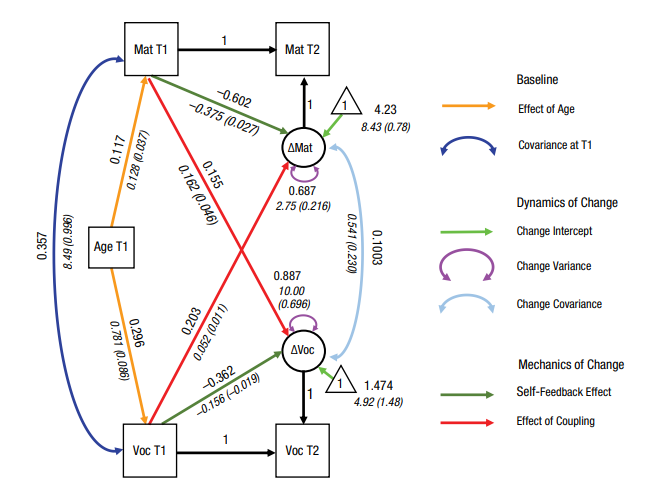 Mat T1
1
Mat T2
–0.602
–0.375 (0.027)
1
1
4.23
8.43 (0.78)
ΔMat
0.117
0.128 (0.037)
0.155
0.162 (0.046)
0.687
2.75 (0.216)
0.357
8.49 (0.996)
Age T1
0.541 (0.230)
0.1003
0.887
10.00
(0.696)
0.296
0.781 (0.086)
0.203
0.052 (0.011)
ΔVoc
–0.362
–0.156 (–0.019)
1
1
1.474
4.92 (1.48)
Voc T1
1
Voc T2
Baseline
Effect of Age
Covariance at T1
Dynamics of Change
Change Intercept
Change Variance
Change Covariance
Mechanics of Change
Self-Feedback Effect
Effect of Coupling